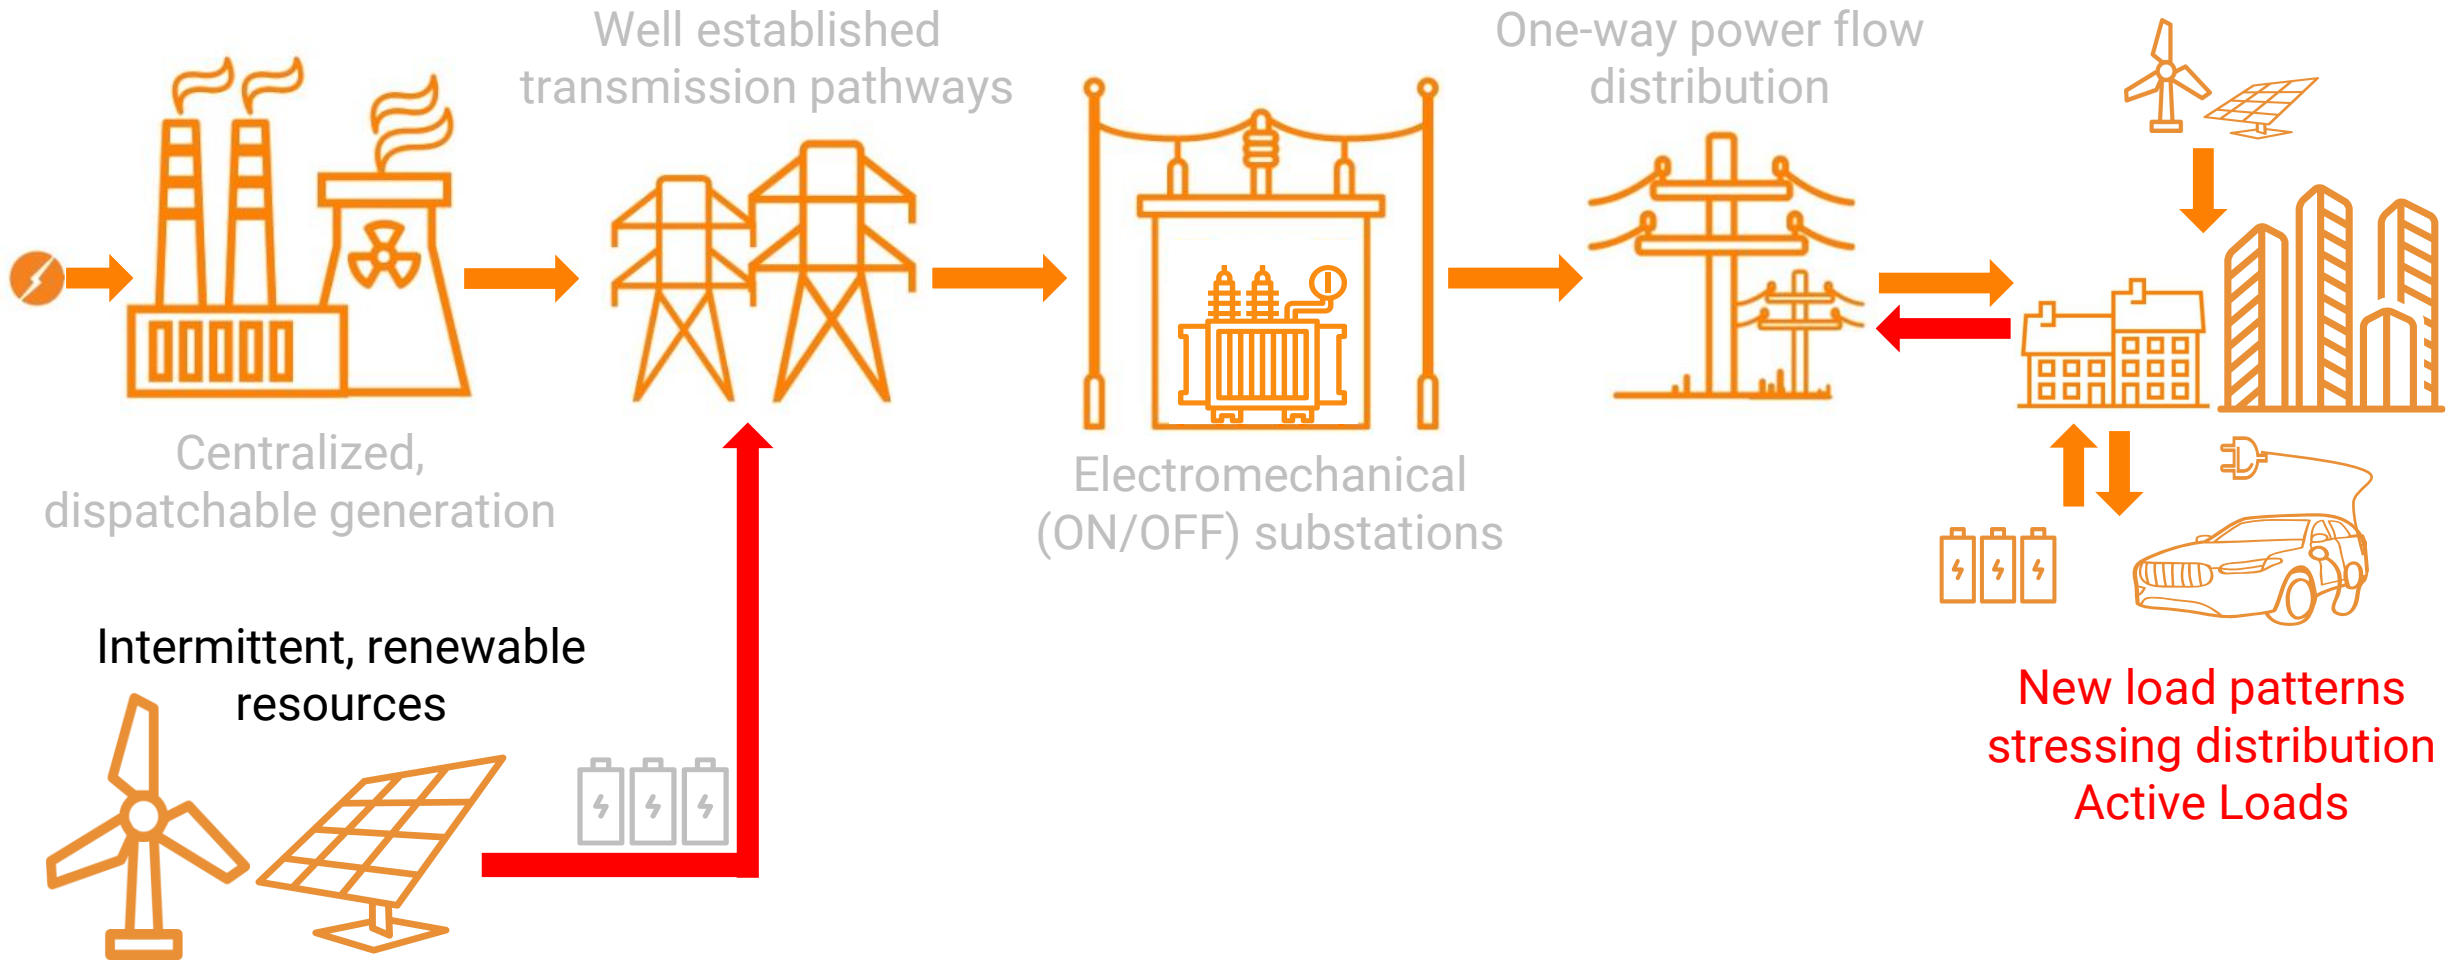 Well established
transmission pathways
One-way power flow
distribution
Centralized,
dispatchable generation
Electromechanical
(ON/OFF) substations
Intermittent, renewable
resources
New load patterns
stressing distribution
Active Loads